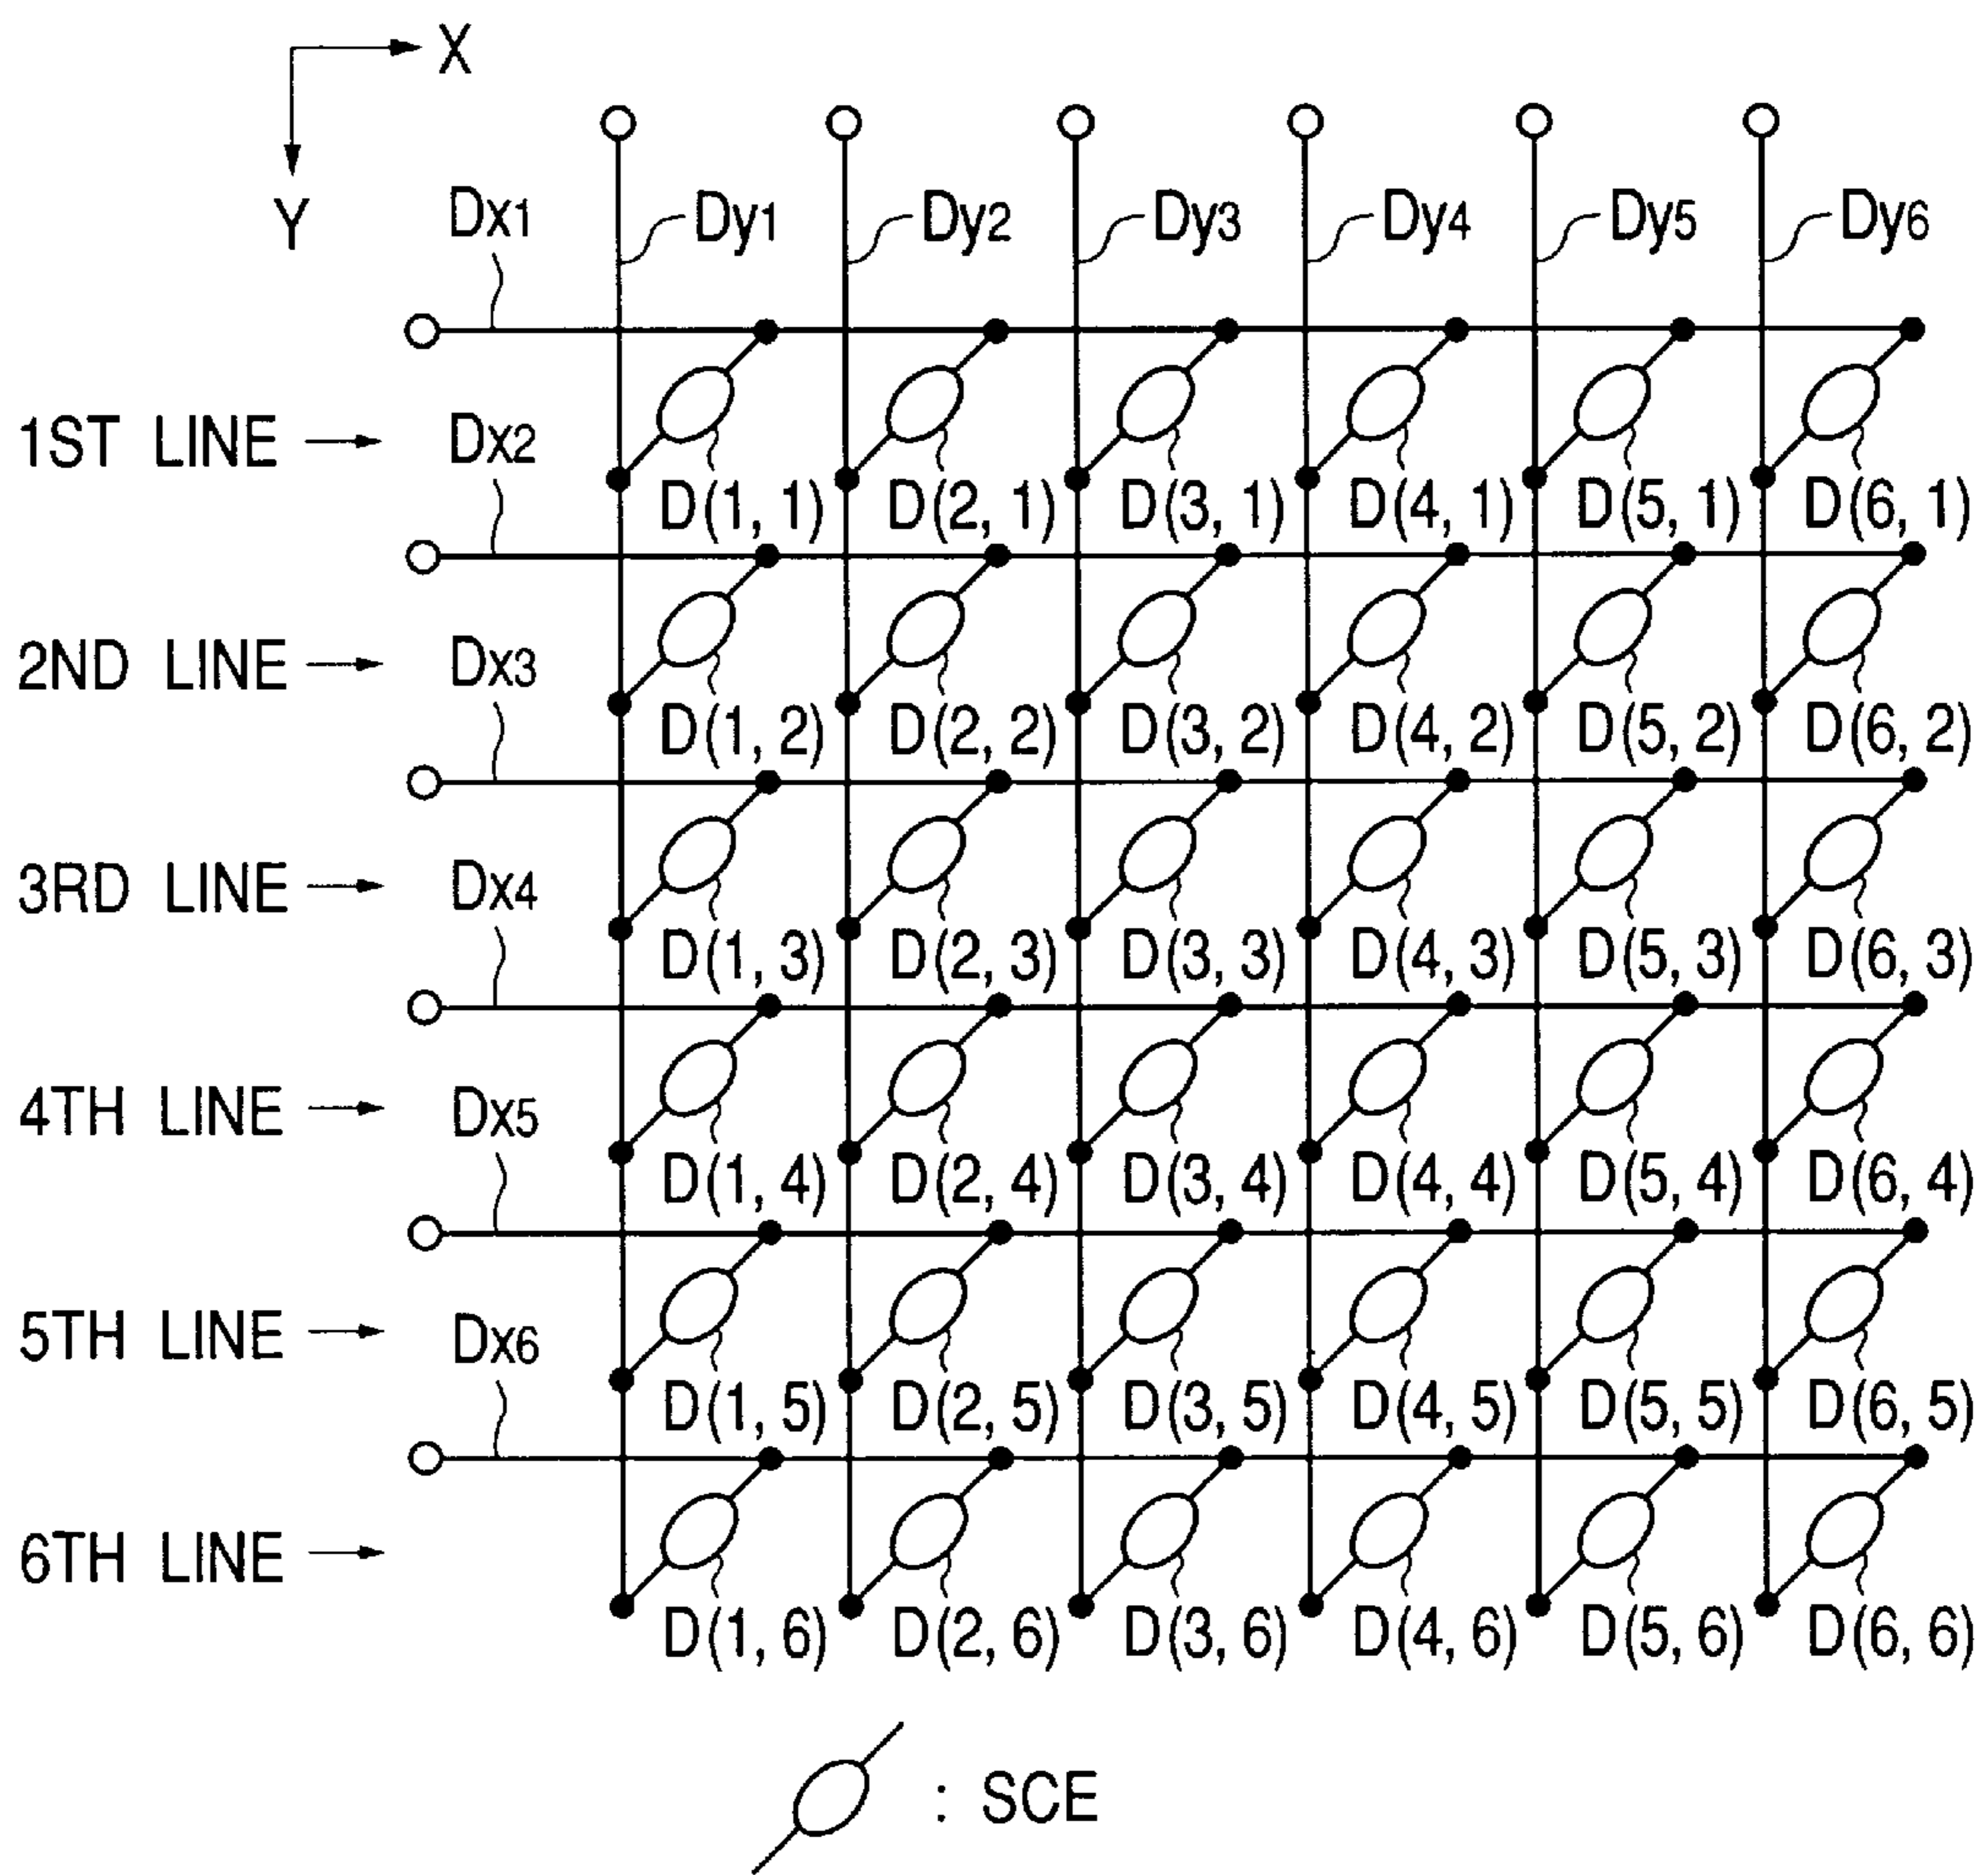 X
Y
Dx1 Dy1 Dy2 Dy3 Dy4 Dy5 Dy6
1ST LINE Dx2
D(1, 1) D(2, 1) D(3, 1) D(4, 1) D(5, 1) D(6, 1)
2ND LINE Dx3
D(1, 2) D(2, 2) D(3, 2) D(4, 2) D(5, 2) D(6, 2)
3RD LINE Dx4
D(1, 3) D(2, 3) D(3, 3) D(4, 3) D(5, 3) D(6, 3)
4TH LINE Dx5
D(1, 4) D(2, 4) D(3, 4) D(4, 4) D(5, 4) D(6, 4)
5TH LINE Dx6
D(1, 5) D(2, 5) D(3, 5) D(4, 5) D(5, 5) D(6, 5)
6TH LINE
D(1, 6) D(2, 6) D(3, 6) D(4, 6) D(5, 6) D(6, 6)
: SCE